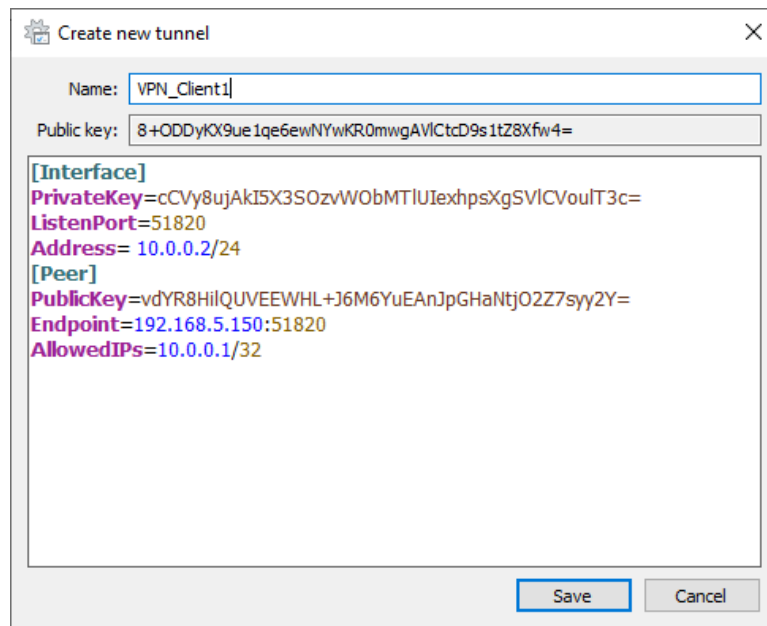 Create new tunnel
Name: VPN_Client1
Public key: 8+ODDyKX9ue1qe6ewNYwKR0mwgAVlCtcD9s1tZ8Xfw4=
[Interface]
PrivateKey=cCVy8ujAkI5X3SOzvWObMTlUIexhpsXgSVlCVoulT3c=
ListenPort=51820
Address= 10.0.0.2/24
[Peer]
PublicKey=vdYR8HilQUVEEWHL+J6M6YuEAnJpGHaNtjO2Z7syy2Y=
Endpoint=192.168.5.150:51820
AllowedIPs=10.0.0.1/32
Save Cancel